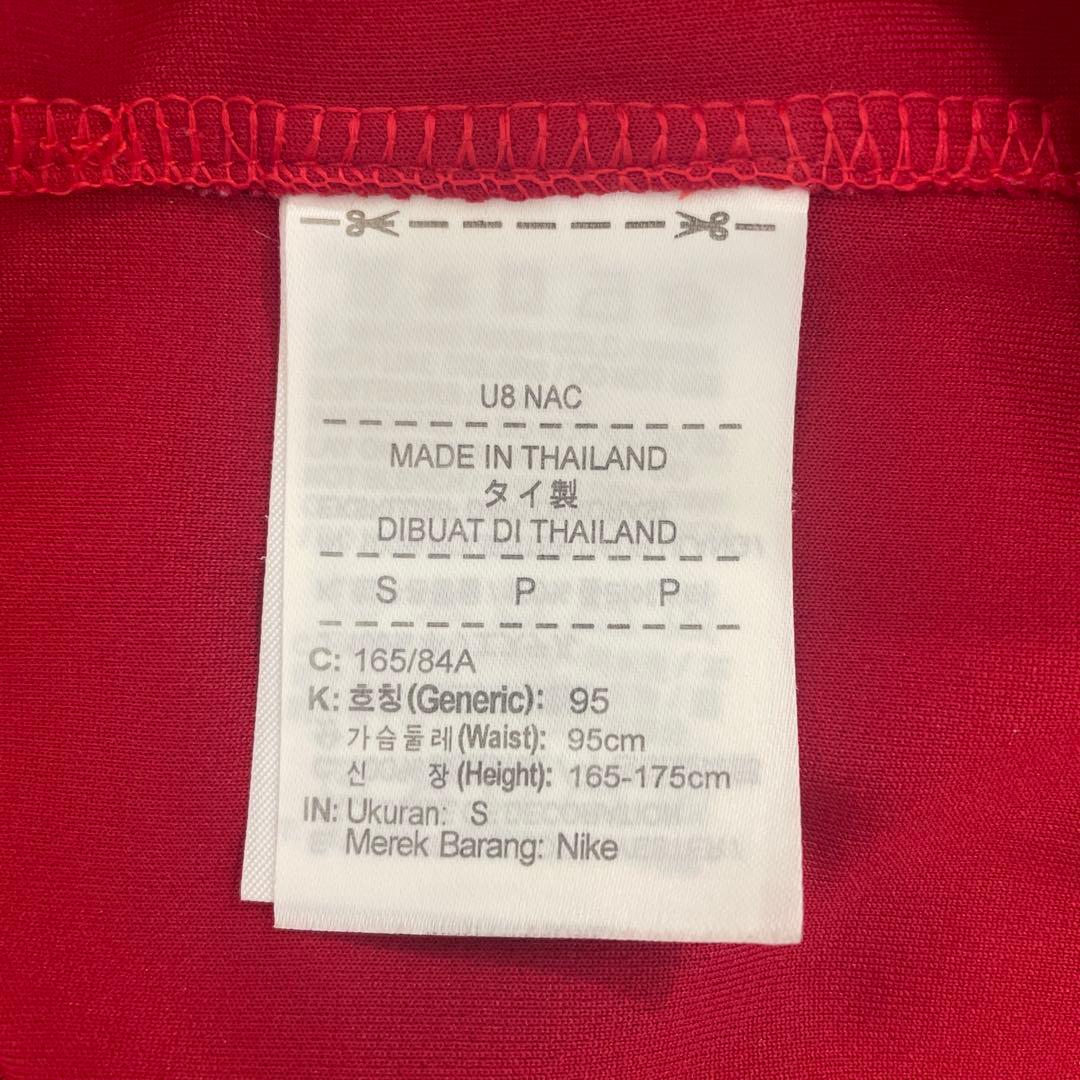 U8 NAC
MADE IN THAILAND
タイ製
DIBUAT DI THAILAND
S P P
C: 165/84A
K: 호칭(Generic): 95
가슴둘레(Waist): 95cm
신 장(Height): 165-175cm
IN: Ukuran: S
Merek Barang: Nike